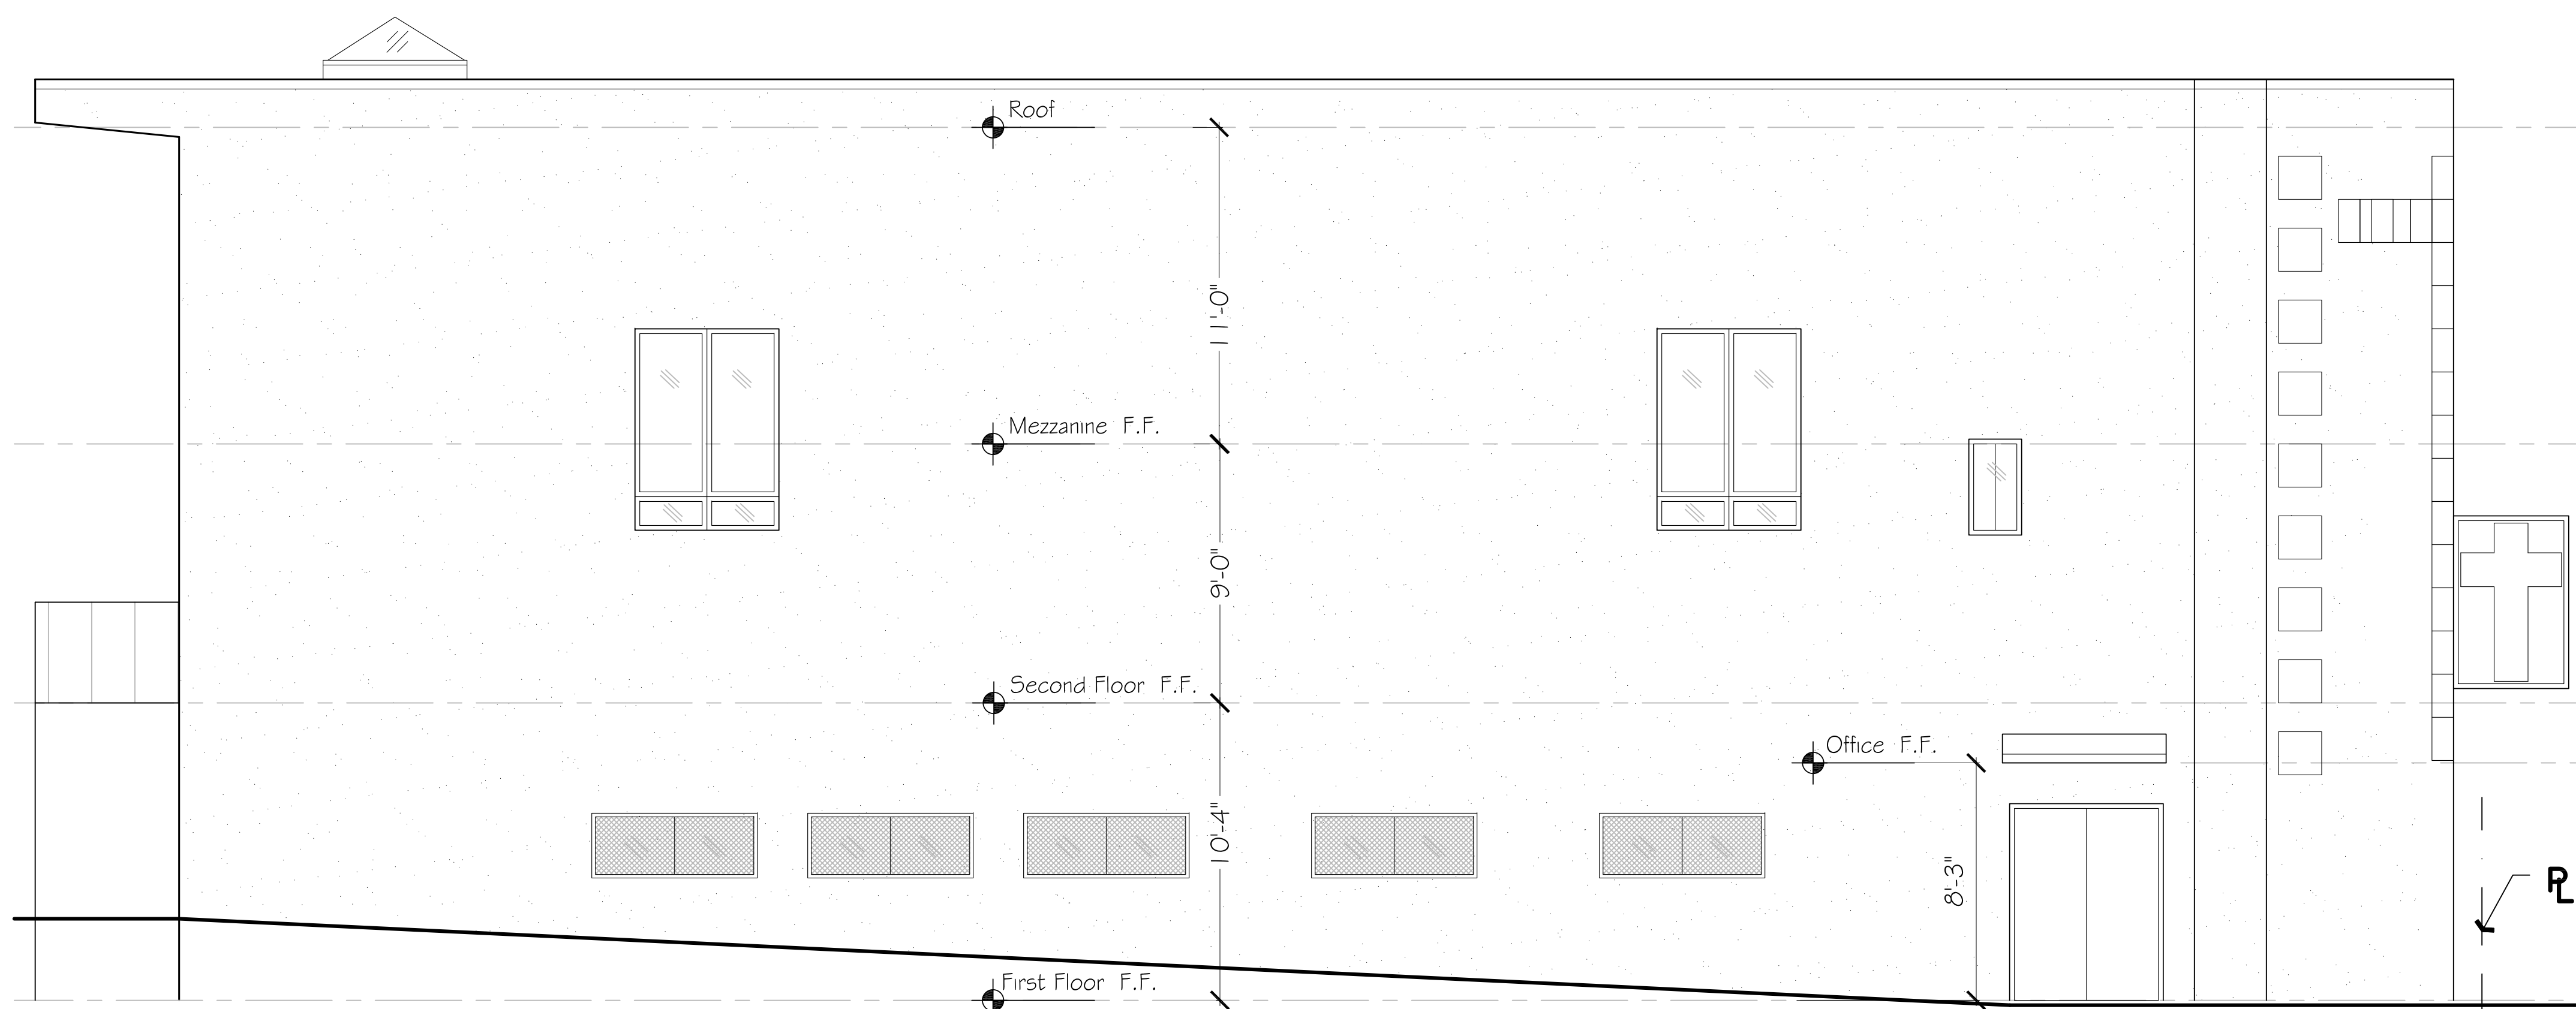 Roof
11'-0"
Mezzanine F.F.
9'-0"
Second Floor F.F.
Office F.F.
10'-4"
8'-3"
PL
First Floor F.F.